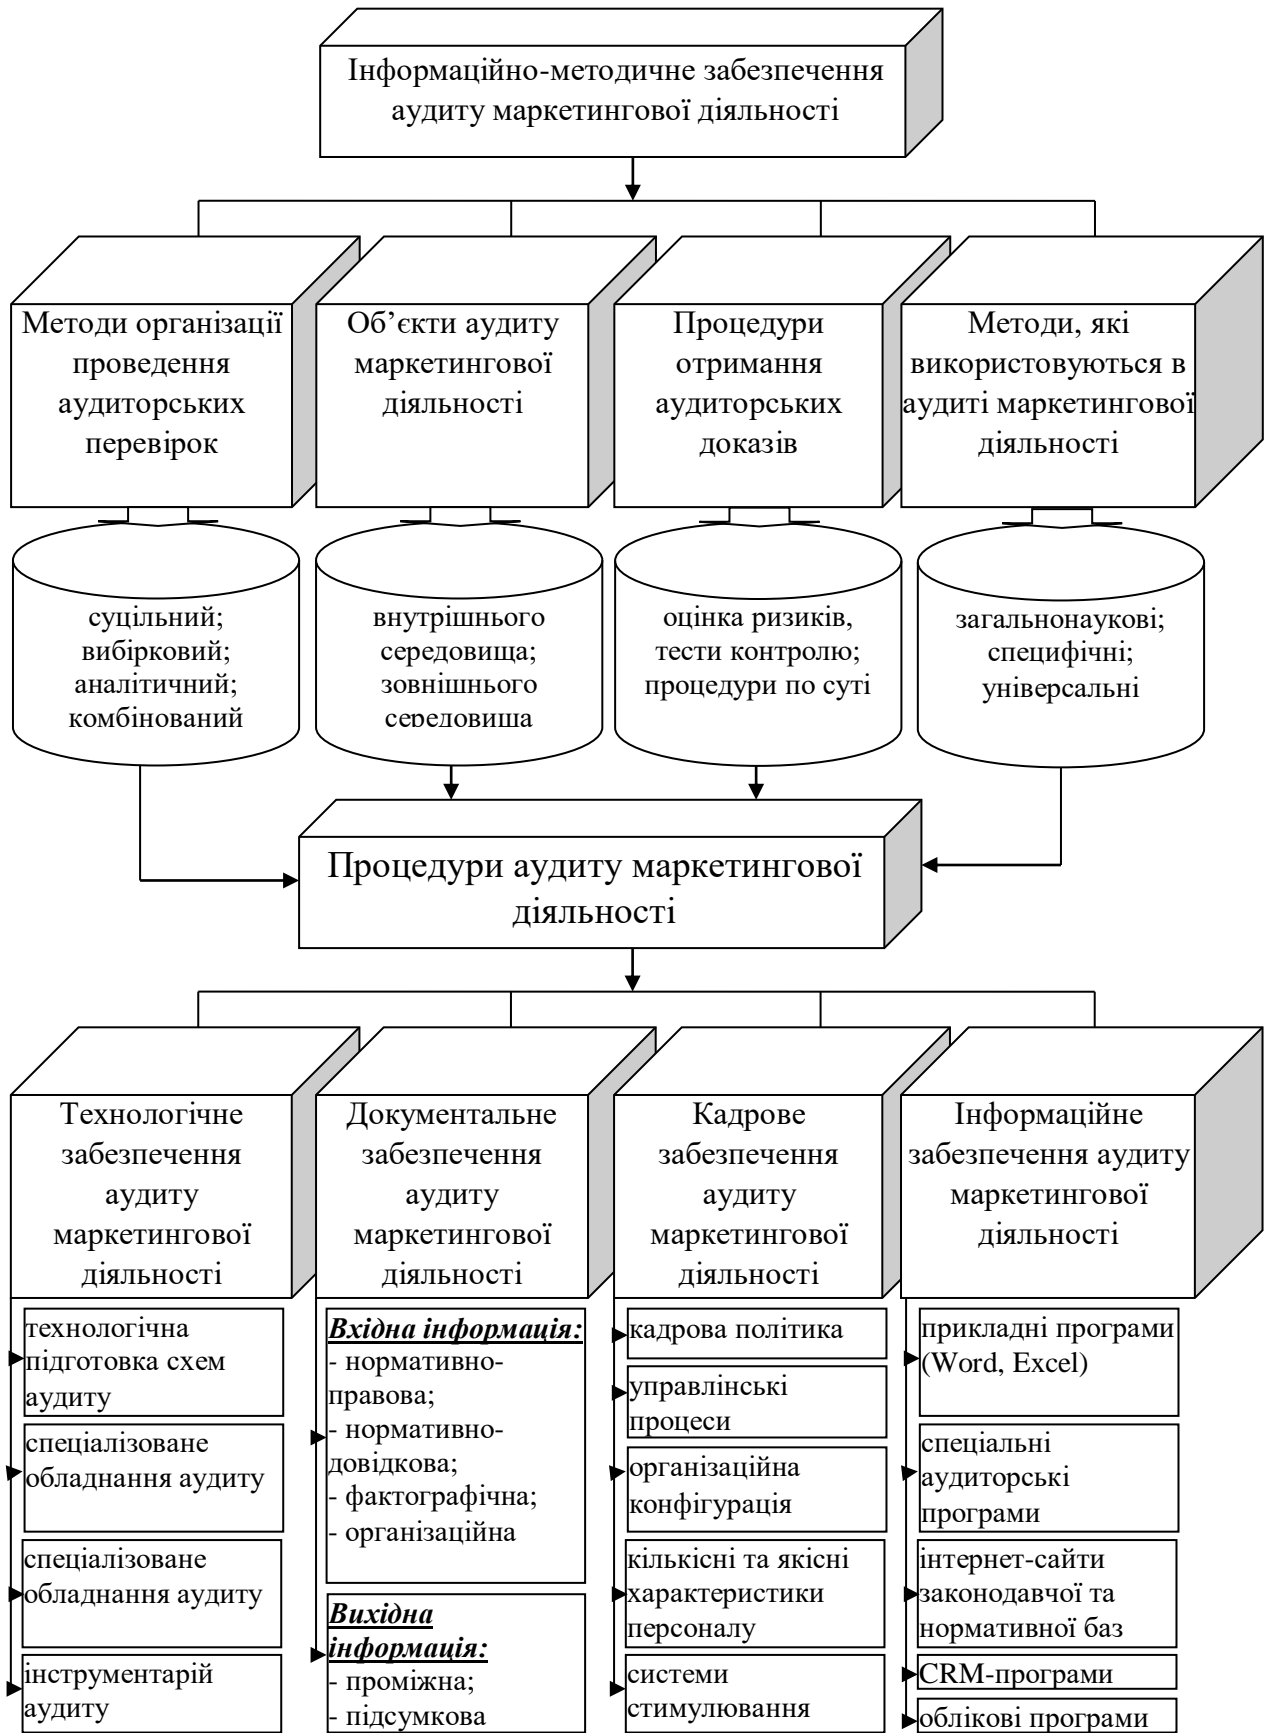 Інформаційно-методичне забезпечення
аудиту маркетингової діяльності
Методи організації
проведення
аудиторських
перевірок
Об’єкти аудиту
маркетингової
діяльності
Процедури
отримання
аудиторських
доказів
Методи, які
використовуються в
аудиті маркетингової
діяльності
суцільний;
вибірковий;
аналітичний;
комбінований
внутрішнього
середовища;
зовнішнього
середовища
оцінка ризиків,
тести контролю;
процедури по суті
загальнонаукові;
специфічні;
універсальні
Процедури аудиту маркетингової
діяльності
Технологічне
забезпечення
аудиту
маркетингової
діяльності
Документальне
забезпечення
аудиту
маркетингової
діяльності
Кадрове
забезпечення
аудиту
маркетингової
діяльності
Інформаційне
забезпечення аудиту
маркетингової
діяльності
технологічна
підготовка схем
аудиту
спеціалізоване
обладнання аудиту
спеціалізоване
обладнання аудиту
інструментарій
аудиту
Вхідна інформація:
- нормативно-
правова;
- нормативно-
довідкова;
- фактографічна;
- організаційна
Вихідна
інформація:
- проміжна;
- підсумкова
кадрова політика
управлінські
процеси
організаційна
конфігурація
кількісні та якісні
характеристики
персоналу
системи
стимулювання
прикладні програми
(Word, Excel)
спеціальні
аудиторські
програми
інтернет-сайти
законодавчої та
нормативної баз
CRM-програми
облікові програми